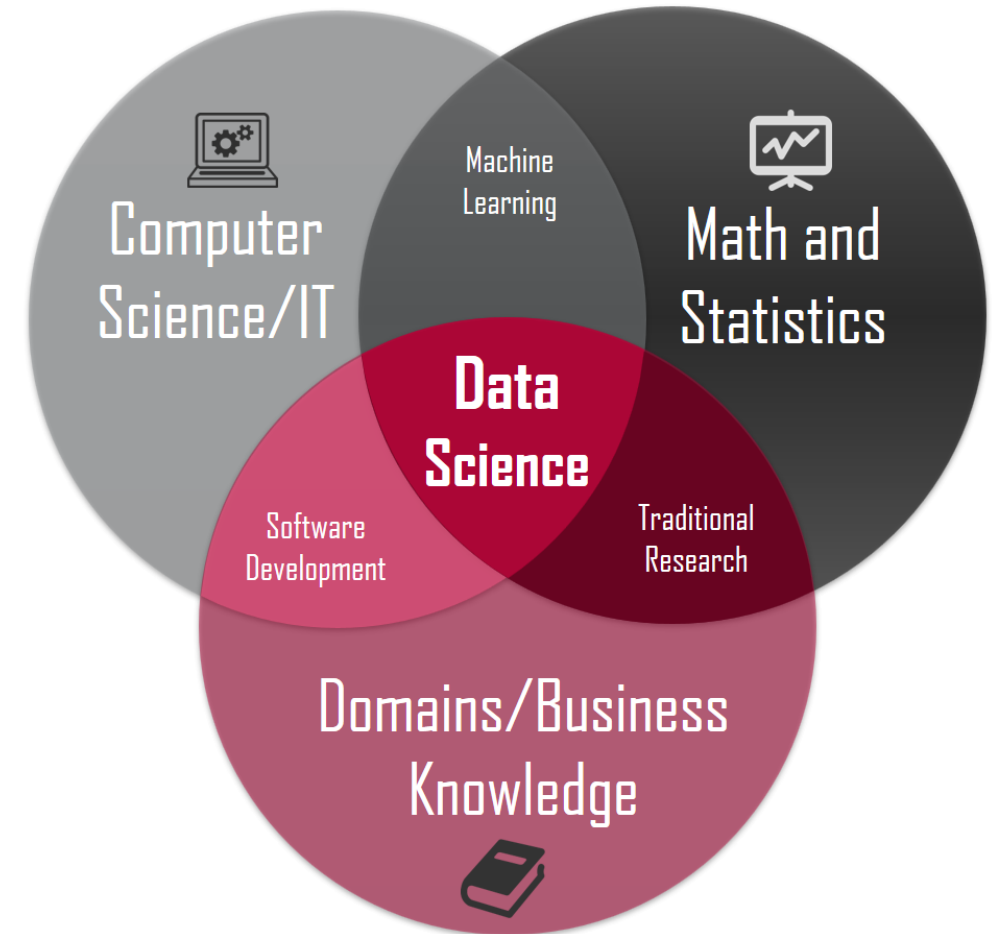 Machine
Learning
Computer
Science/IT
Math and
Statistics
Data
Science
Software
Development
Traditional
Research
Domains/Business
Knowledge